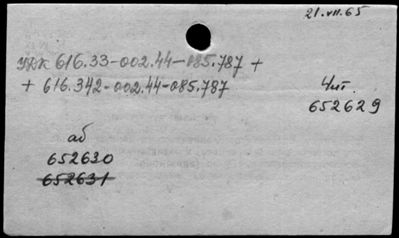 21.VII.65
УДК 616.33-002.44-085.787 +
+ 616.342-002.44-085.787
Чит.
652629
аб
652630
652631